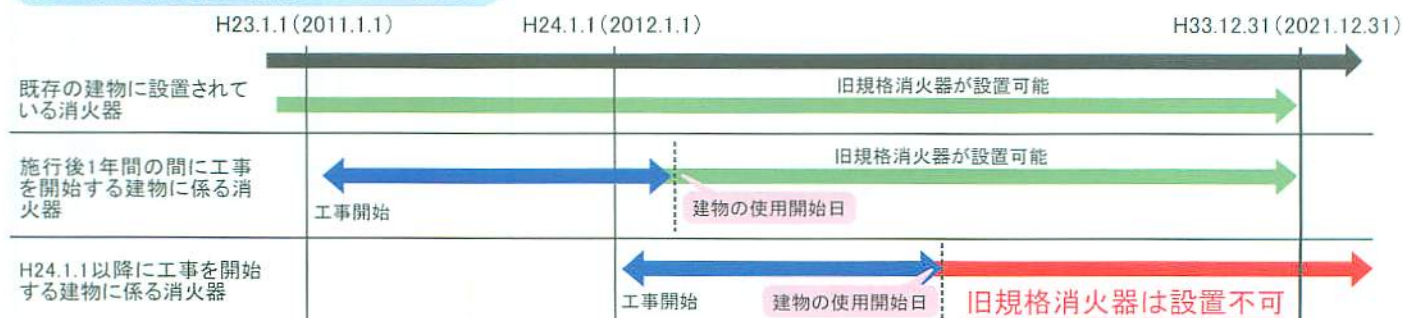 H23.1.1(2011.1.1)
H24.1.1(2012.1.1)
H33.12.31(2021.12.31)
既存の建物に設置されて
いる消火器
旧規格消火器が設置可能
施行後1年間の間に工事
を開始する建物に係る消
火器
工事開始
建物の使用開始日
旧規格消火器が設置可能
H24.1.1以降に工事を開始
する建物に係る消火器
工事開始
建物の使用開始日
旧規格消火器は設置不可